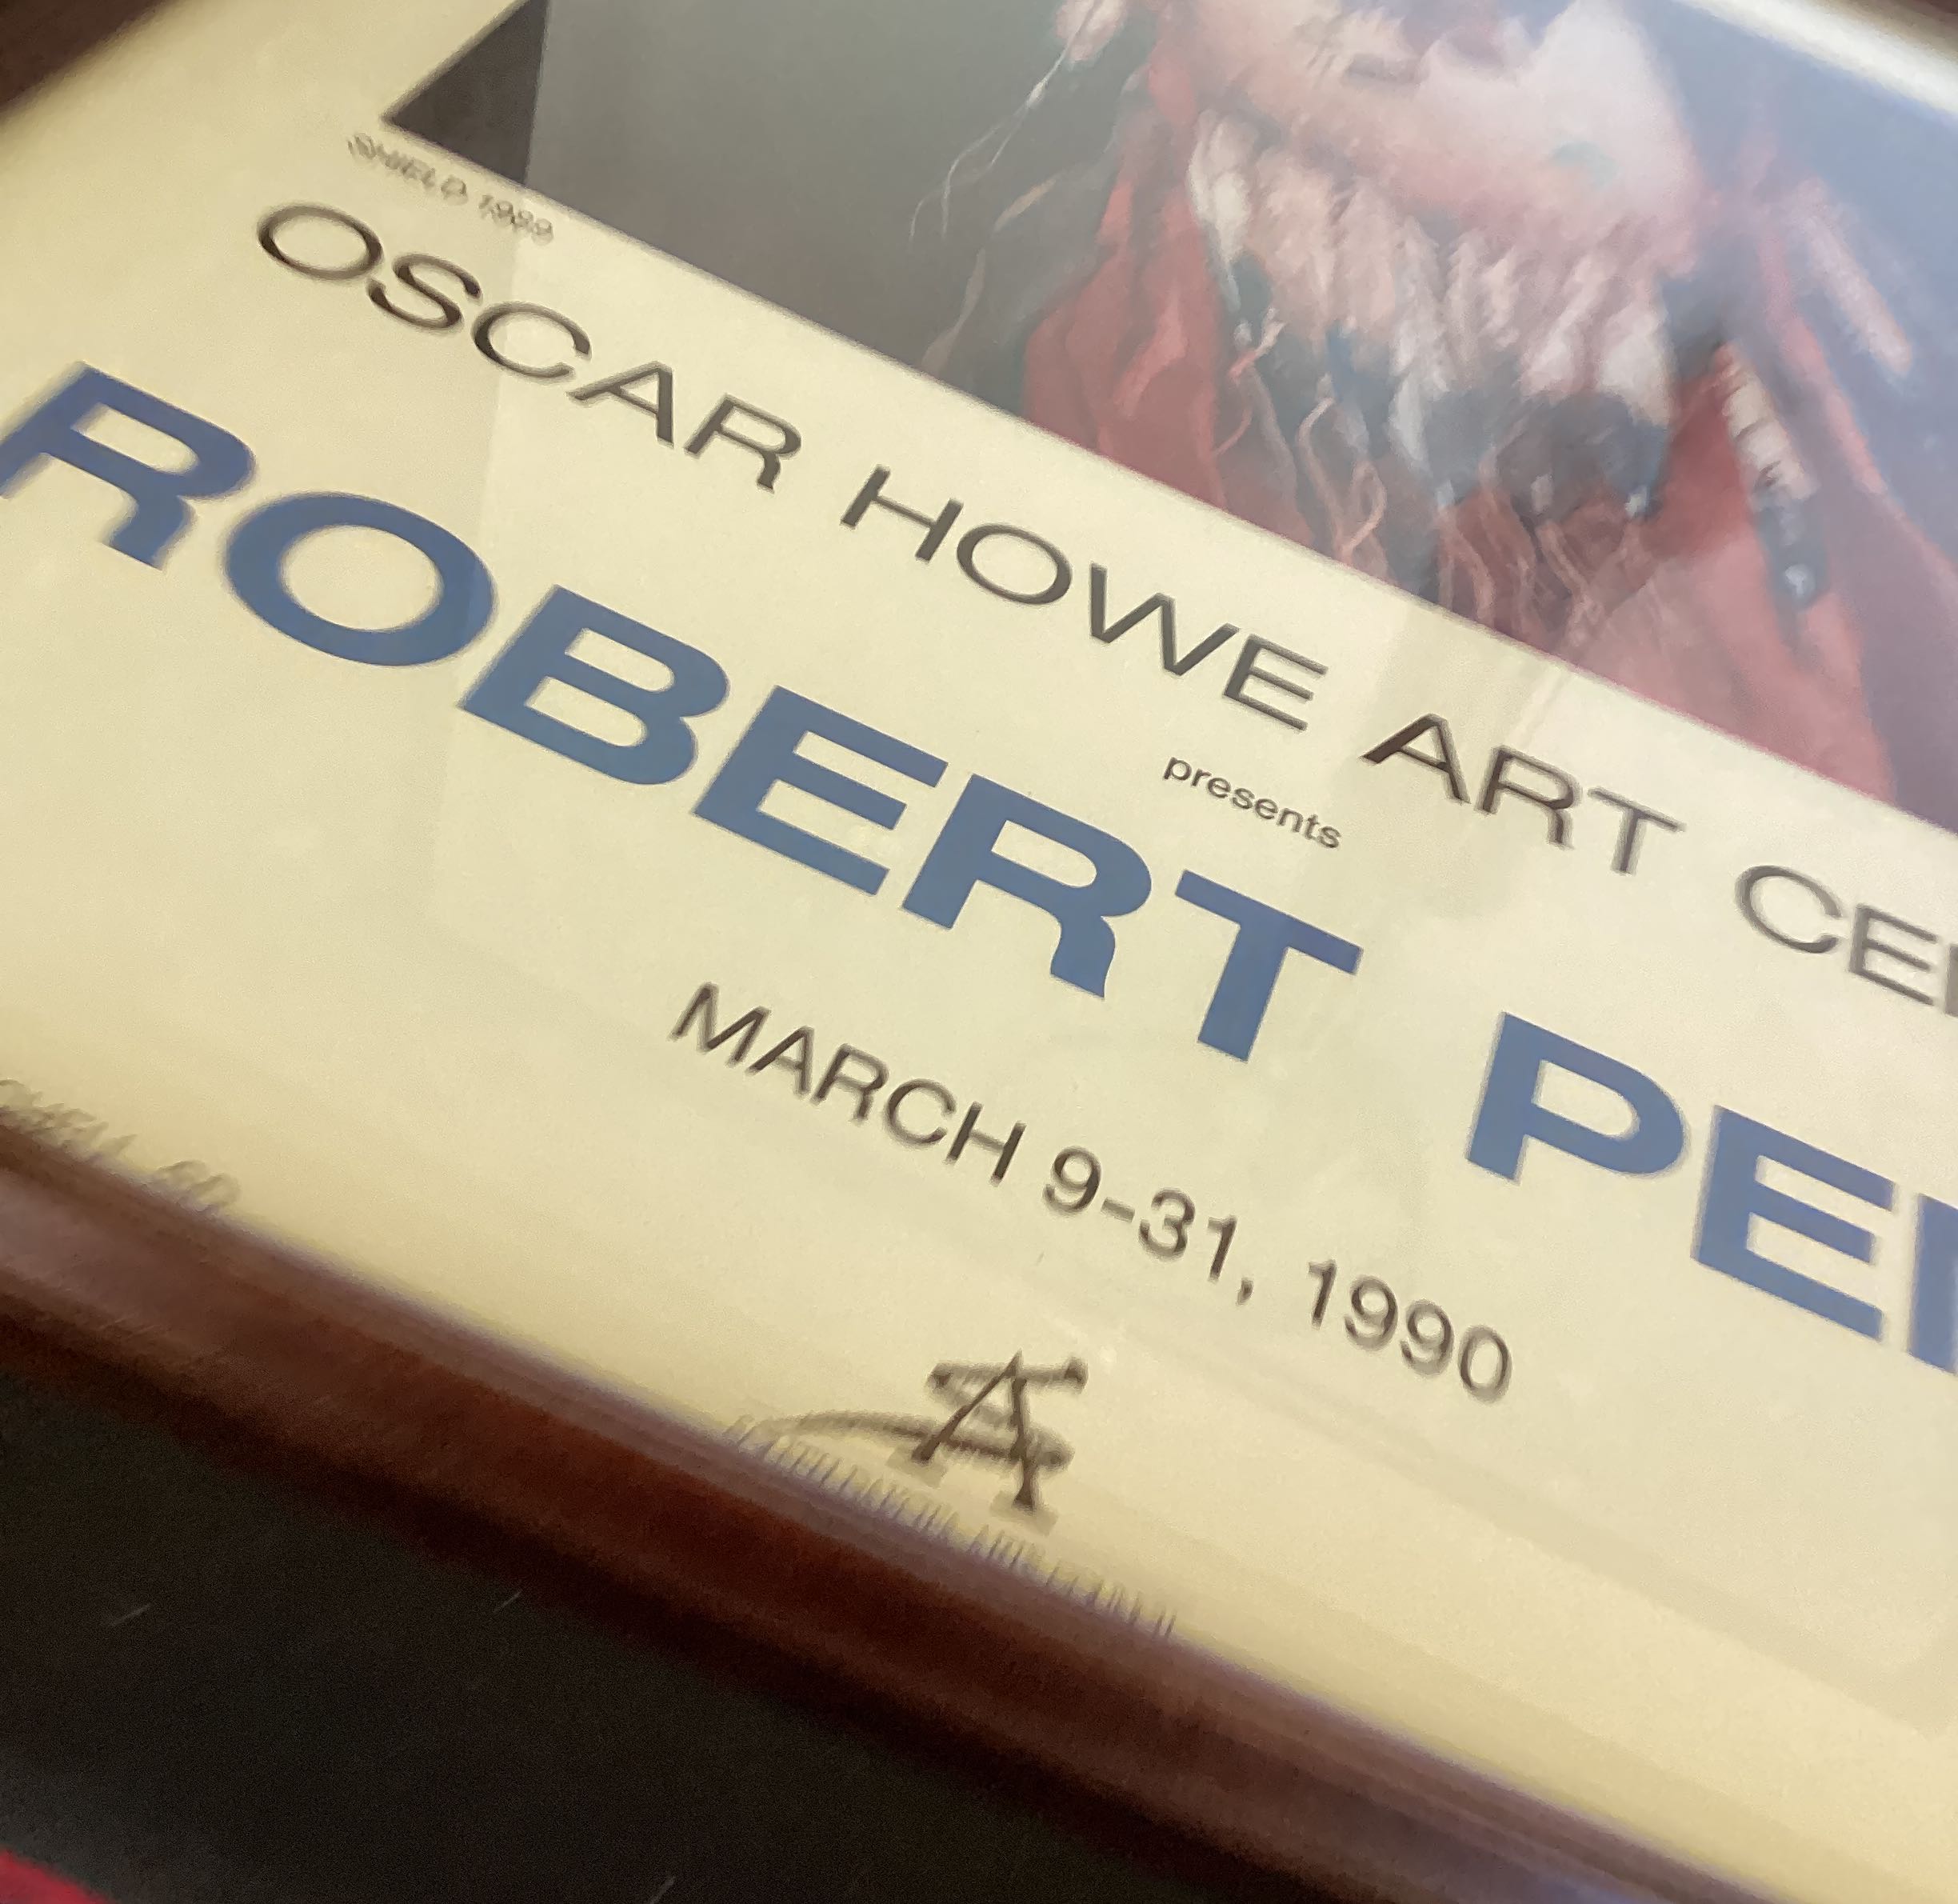 SHIELD 1989
OSCAR HOWE ART CE
presents
ROBERT PE
MARCH 9-31, 1990